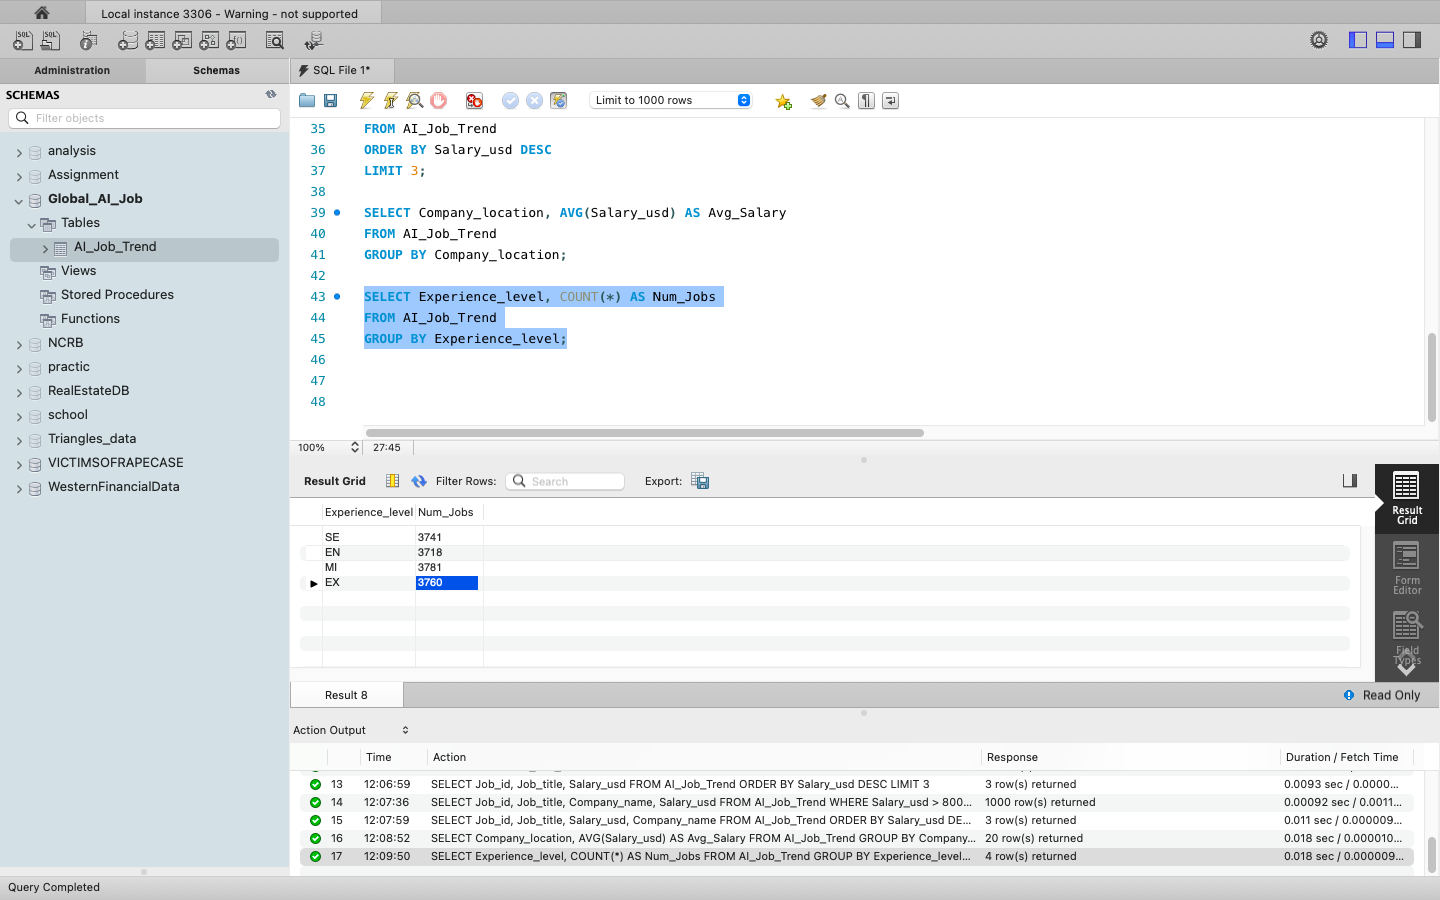 Local instance 3306 - Warning - not supported
Administration
Schemas
SQL File 1*
SCHEMAS
Filter objects
analysis
Assignment
Global_AI_Job
Tables
AI_Job_Trend
Views
Stored Procedures
Functions
NCRB
practic
RealEstateDB
school
Triangles_data
VICTIMSOFRAPECASE
WesternFinancialData
Limit to 1000 rows
35 FROM AI_Job_Trend
36 ORDER BY Salary_usd DESC
37 LIMIT 3;
38
39 SELECT Company_location, AVG(Salary_usd) AS Avg_Salary
40 FROM AI_Job_Trend
41 GROUP BY Company_location;
42
43 SELECT Experience_level, COUNT(*) AS Num_Jobs
44 FROM AI_Job_Trend
45 GROUP BY Experience_level;
46
47
48
100% 27:45
Result Grid Filter Rows: Search Export:
Experience_level Num_Jobs
SE 3741
EN 3718
MI 3781
EX 3760
Result Grid
Form Editor
Field Types
Result 8
Read Only
Action Output
Time Action Response Duration / Fetch Time
13 12:06:59 SELECT Job_id, Job_title, Salary_usd FROM AI_Job_Trend ORDER BY Salary_usd DESC LIMIT 3 3 row(s) returned 0.0093 sec / 0.0000...
14 12:07:36 SELECT Job_id, Job_title, Company_name, Salary_usd FROM AI_Job_Trend WHERE Salary_usd > 800... 1000 row(s) returned 0.00092 sec / 0.0011...
15 12:07:59 SELECT Job_id, Job_title, Salary_usd, Company_name FROM AI_Job_Trend ORDER BY Salary_usd DE... 3 row(s) returned 0.011 sec / 0.000009...
16 12:08:52 SELECT Company_location, AVG(Salary_usd) AS Avg_Salary FROM AI_Job_Trend GROUP BY Company... 20 row(s) returned 0.018 sec / 0.000010...
17 12:09:50 SELECT Experience_level, COUNT(*) AS Num_Jobs FROM AI_Job_Trend GROUP BY Experience_level... 4 row(s) returned 0.018 sec / 0.000009...
Query Completed